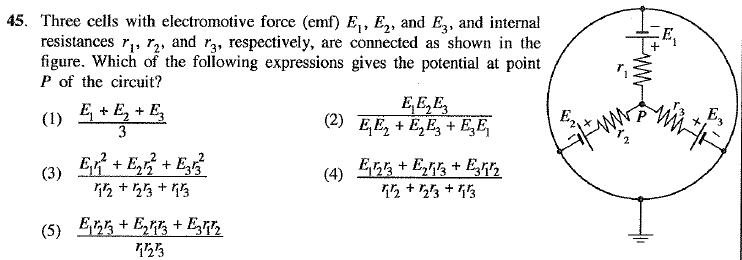 45. Three cells with electromotive force (emf) E₁, E₂, and E₃, and internal
resistances r₁, r₂, and r₃, respectively, are connected as shown in the
figure. Which of the following expressions gives the potential at point
P of the circuit?
(1) (E₁ + E₂ + E₃) / 3
(2) E₁E₂E₃ / (E₁E₂ + E₂E₃ + E₃E₁)
(3) (E₁r₁² + E₂r₂² + E₃r₃²) / (r₁r₂ + r₂r₃ + r₁r₃)
(4) (E₁r₂r₃ + E₂r₁r₃ + E₃r₁r₂) / (r₁r₂ + r₂r₃ + r₁r₃)
(5) (E₁r₂r₃ + E₂r₁r₃ + E₃r₁r₂) / (r₁r₂r₃)
− E₁
+
r₁
E₂ + P r₃ + E₃
− r₂ −